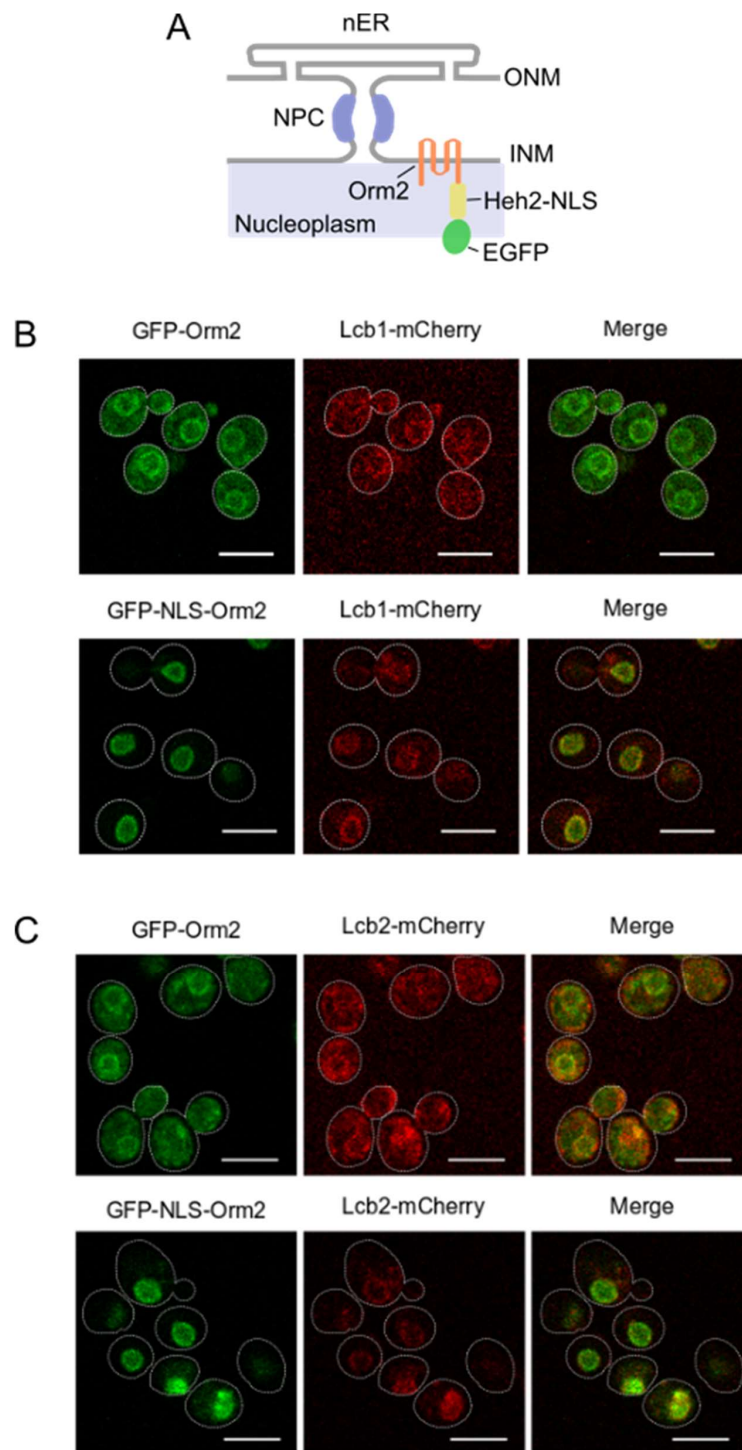 A
nER
ONM
NPC
INM
Orm2
Heh2-NLS
Nucleoplasm
EGFP
B
GFP-Orm2 Lcb1-mCherry Merge
GFP-NLS-Orm2 Lcb1-mCherry Merge
C
GFP-Orm2 Lcb2-mCherry Merge
GFP-NLS-Orm2 Lcb2-mCherry Merge